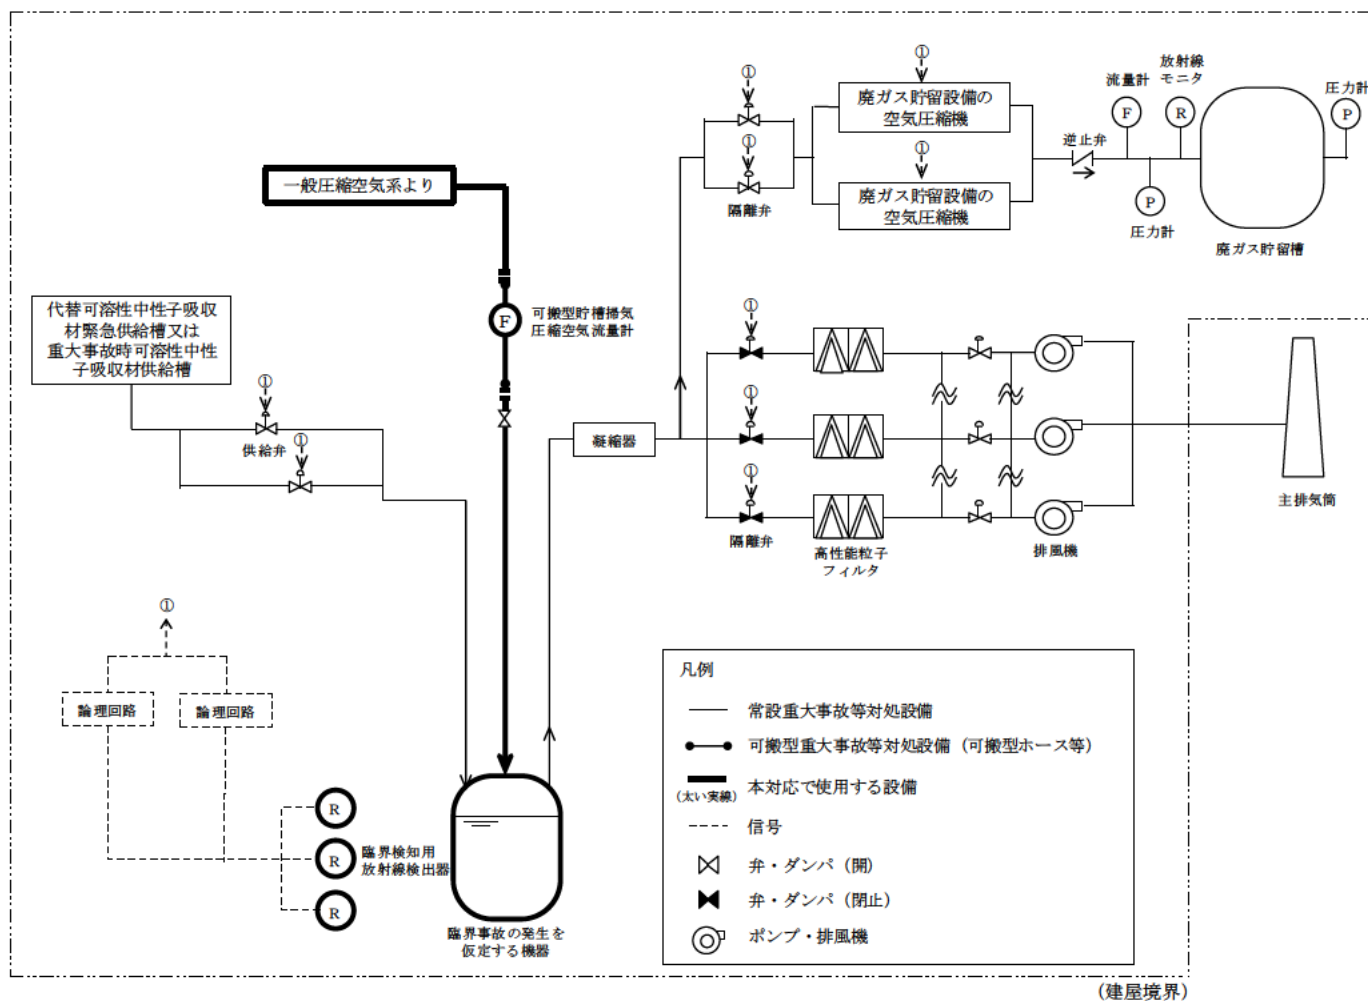 ①
①
廃ガス貯留設備の
空気圧縮機
流量計
F
放射線
モニタ
R
圧力計
P
①
①
廃ガス貯留設備の
空気圧縮機
逆止弁
P
圧力計
隔離弁
廃ガス貯留槽
一般圧縮空気系より
F
可搬型貯槽掃気
圧縮空気流量計
代替可溶性中性子吸収
材緊急供給槽又は
重大事故時可溶性中性
子吸収材供給槽
①
①
供給弁
凝縮器
①
①
①
隔離弁
高性能粒子
フィルタ
排風機
主排気筒
①
論理回路
論理回路
R
R
R
臨界検知用
放射線検出器
臨界事故の発生を
仮定する機器
凡例
常設重大事故等対処設備
可搬型重大事故等対処設備（可搬型ホース等）
(太い実線)
本対応で使用する設備
信号
弁・ダンパ（開）
弁・ダンパ（閉止）
ポンプ・排風機
(建屋境界)